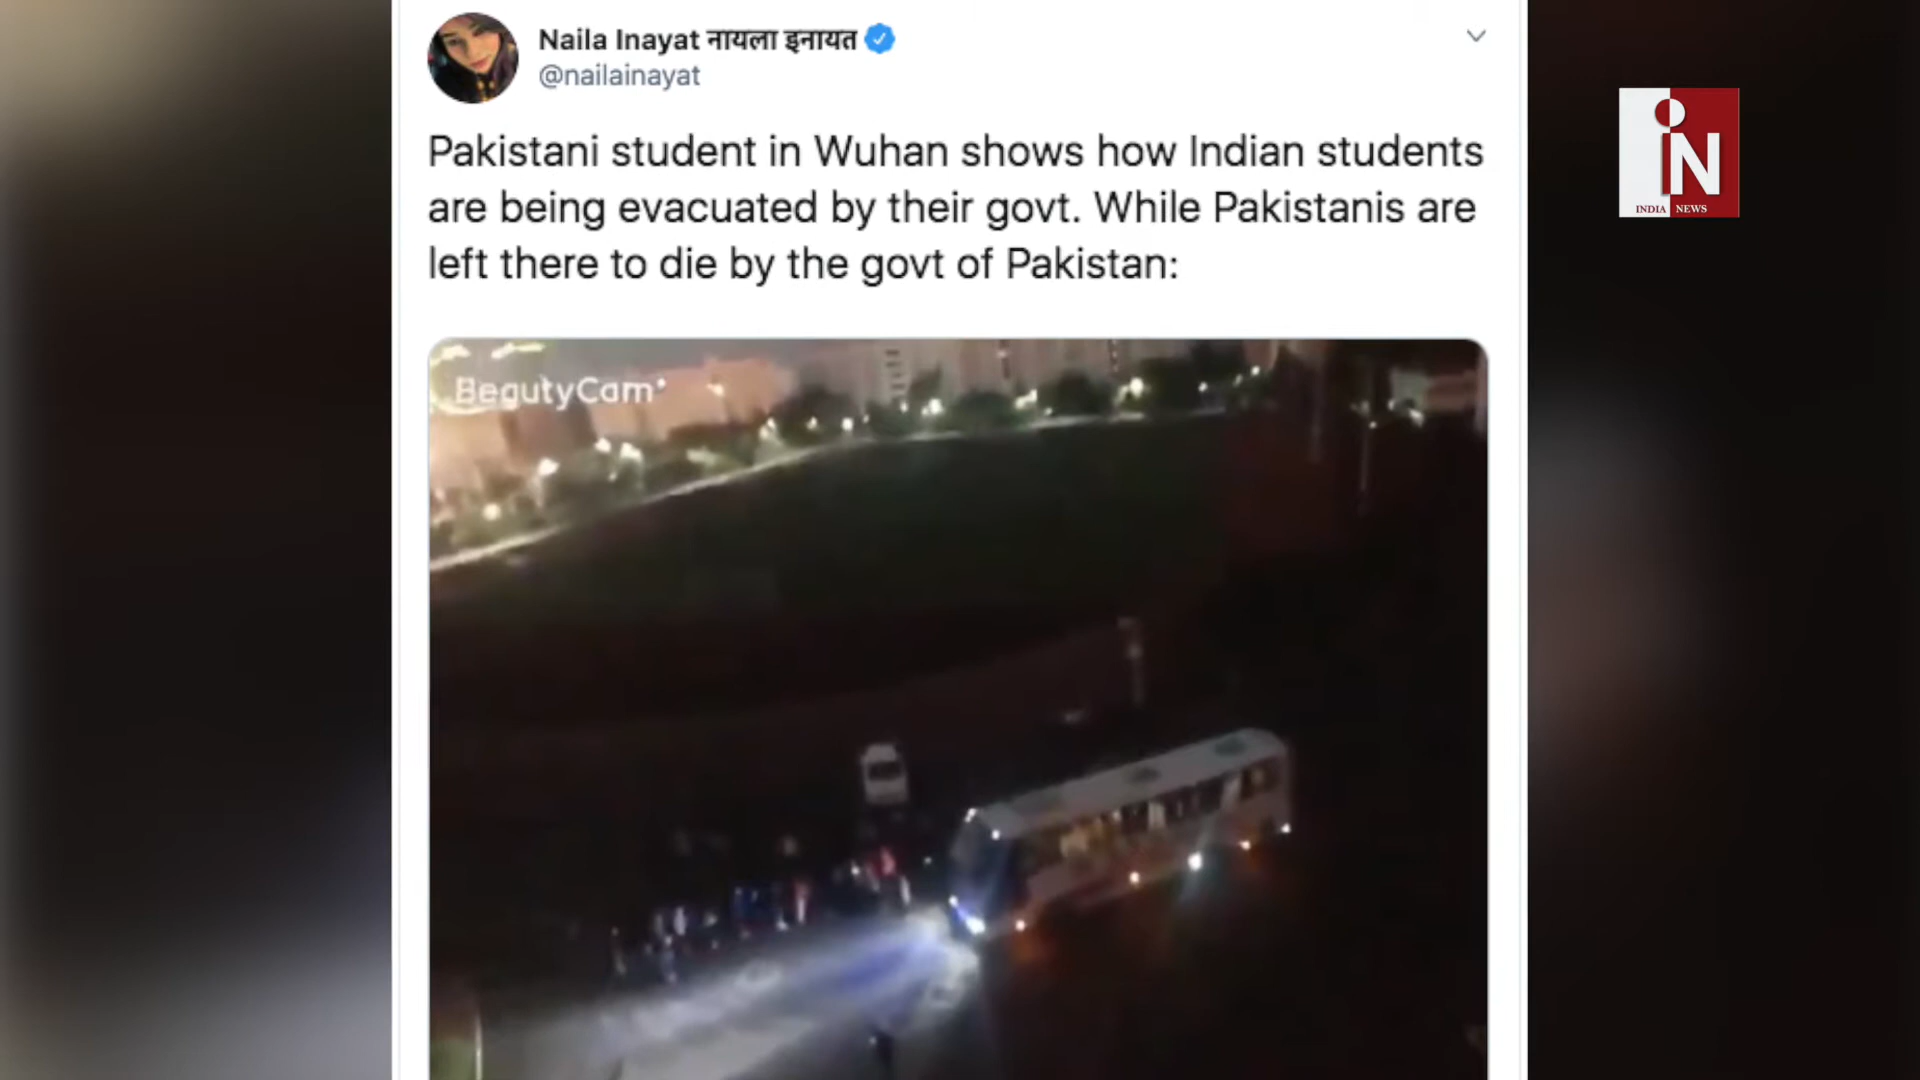 Naila Inayat नायला इनायत
@nailainayat
Pakistani student in Wuhan shows how Indian students
are being evacuated by their govt. While Pakistanis are
left there to die by the govt of Pakistan:
BeautyCam
iN
INDIA NEWS